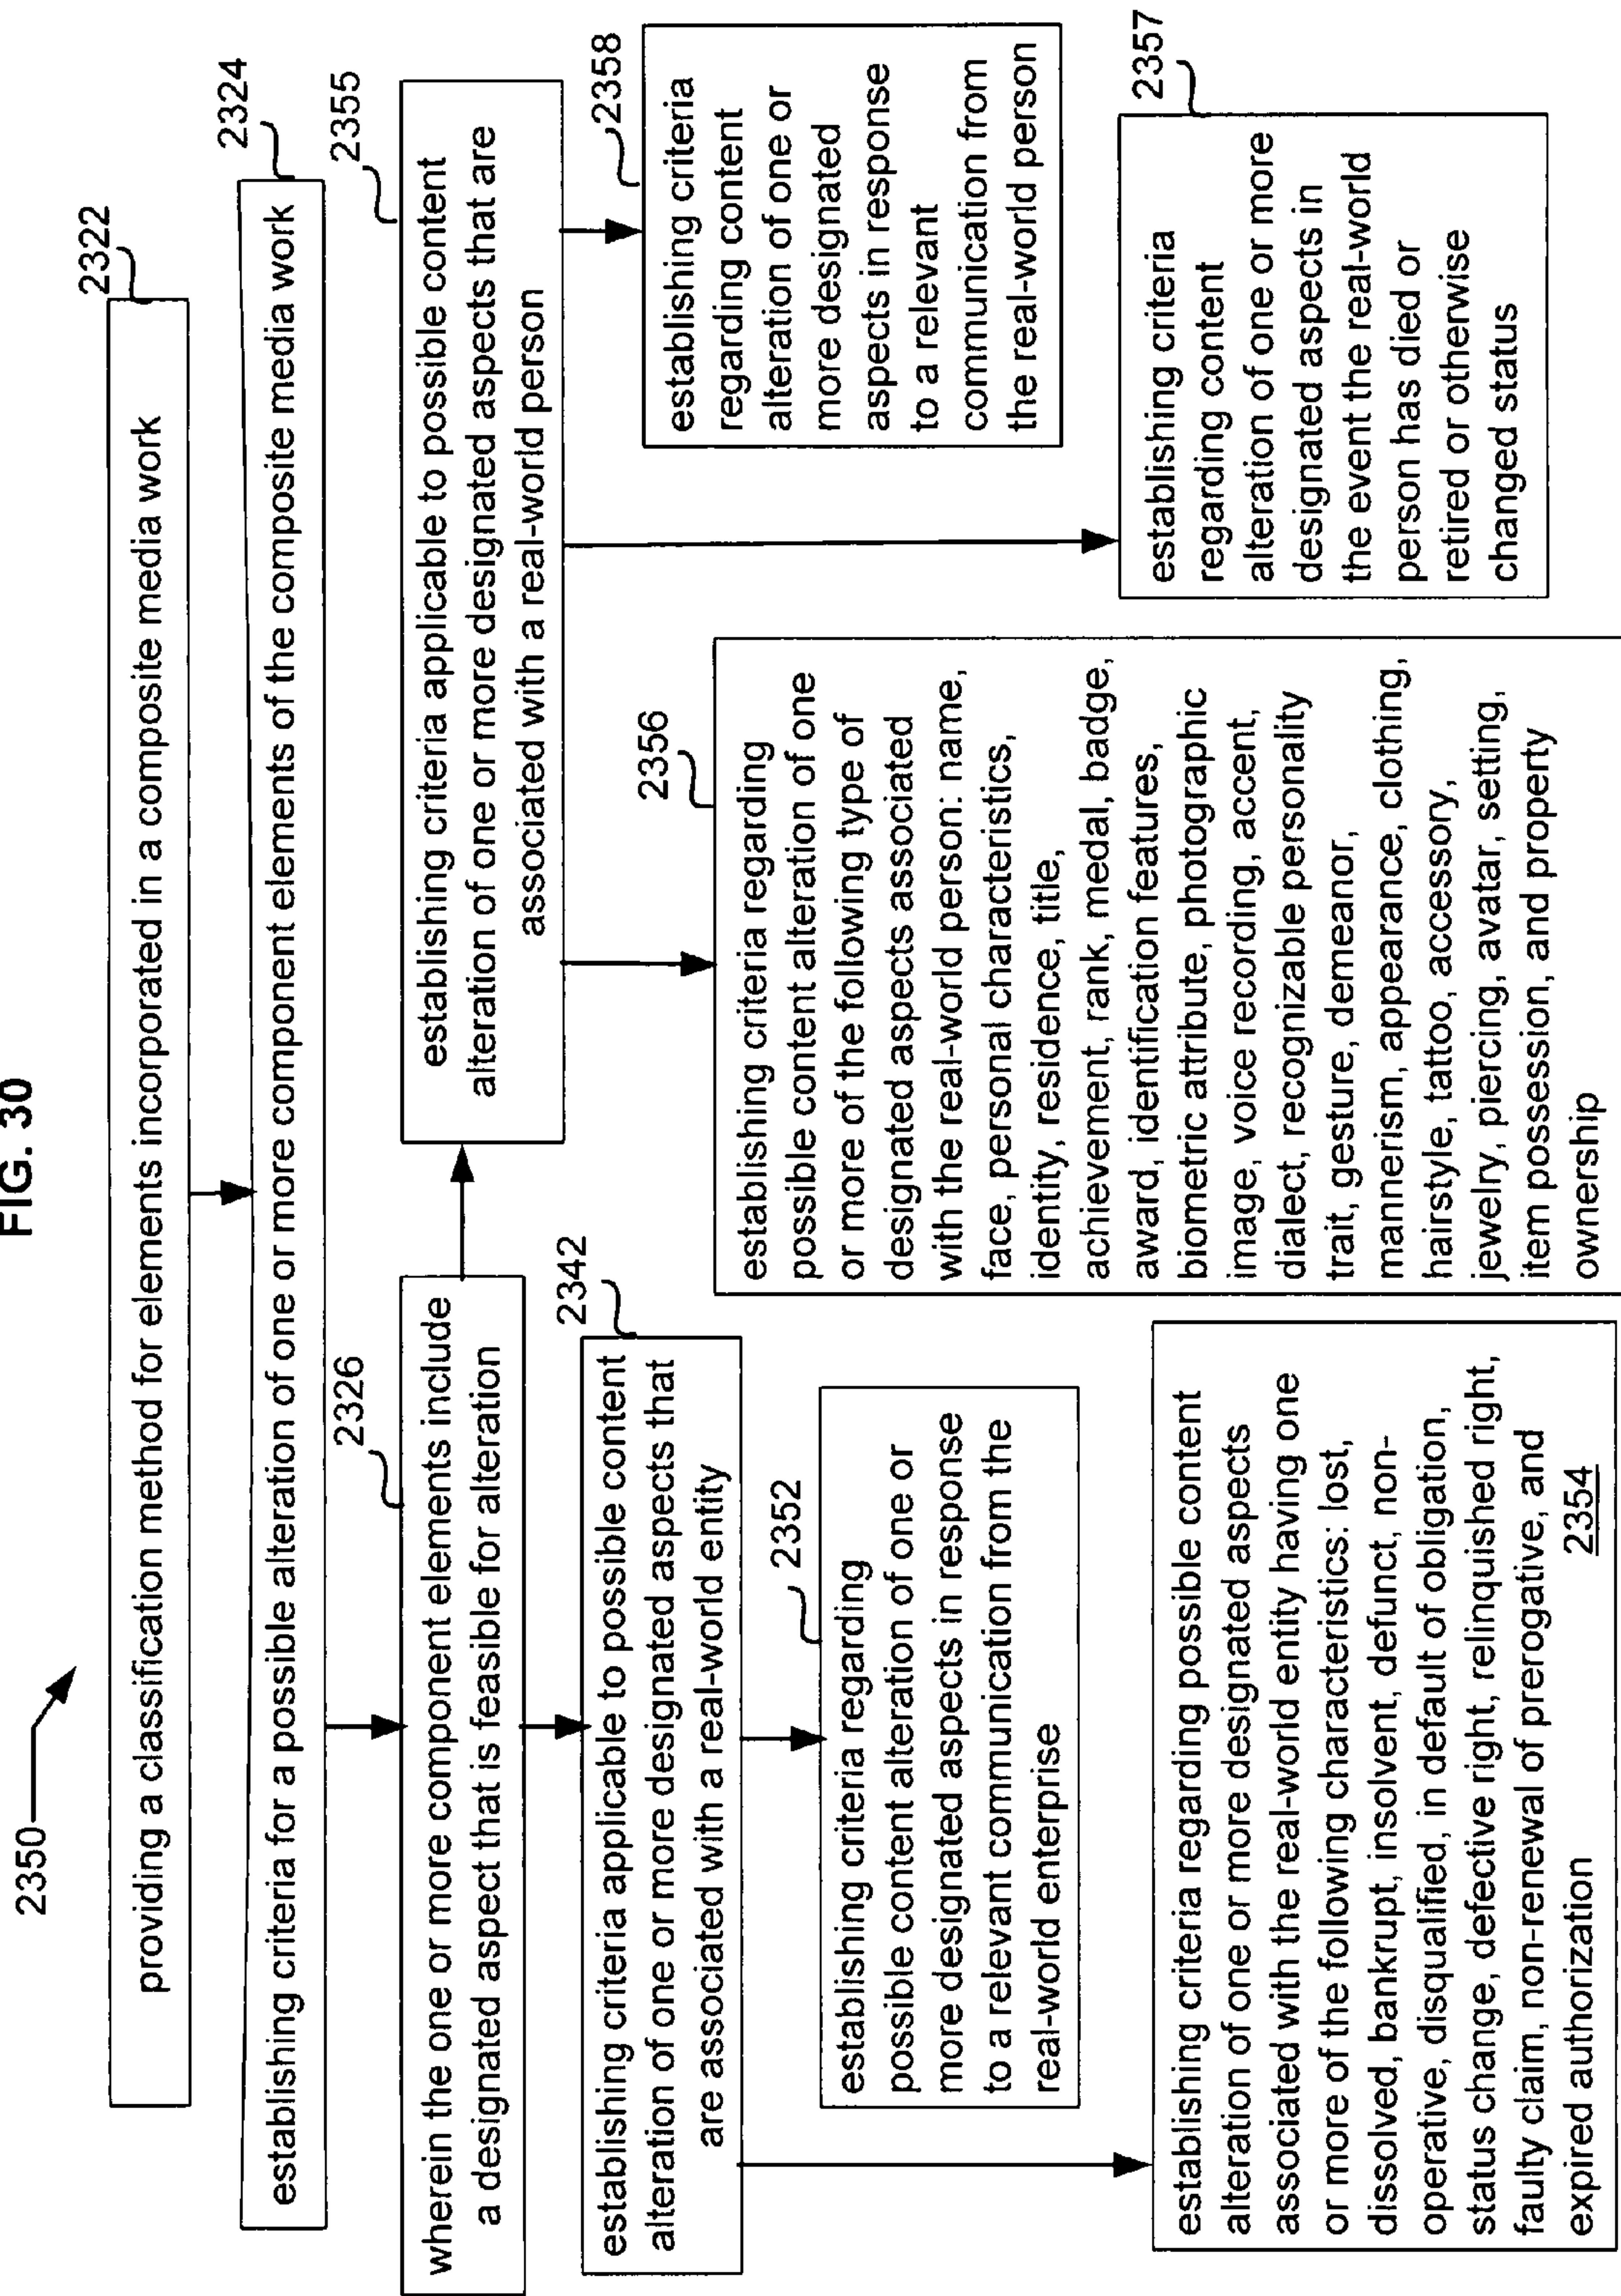 FIG. 30
2350
2322
providing a classification method for elements incorporated in a composite media work
2324
establishing criteria for a possible alteration of one or more component elements of the composite media work
2326
wherein the one or more component elements include
a designated aspect that is feasible for alteration
2355
establishing criteria applicable to possible content
alteration of one or more designated aspects that are
associated with a real-world person
2342
establishing criteria applicable to possible content
alteration of one or more designated aspects that
are associated with a real-world entity
2352
establishing criteria regarding
possible content alteration of one or
more designated aspects in response
to a relevant communication from the
real-world enterprise
establishing criteria regarding possible content
alteration of one or more designated aspects
associated with the real-world entity having one
or more of the following characteristics: lost,
dissolved, bankrupt, insolvent, defunct, non-
operative, disqualified, in default of obligation,
status change, defective right, relinquished right,
faulty claim, non-renewal of prerogative, and
expired authorization 2354
2356
establishing criteria regarding
possible content alteration of one
or more of the following type of
designated aspects associated
with the real-world person: name,
face, personal characteristics,
identity, residence, title,
achievement, rank, medal, badge,
award, identification features,
biometric attribute, photographic
image, voice recording, accent,
dialect, recognizable personality
trait, gesture, demeanor,
mannerism, appearance, clothing,
hairstyle, tattoo, accessory,
jewelry, piercing, avatar, setting,
item possession, and property
ownership
2358
establishing criteria
regarding content
alteration of one or
more designated
aspects in response
to a relevant
communication from
the real-world person
2357
establishing criteria
regarding content
alteration of one or more
designated aspects in
the event the real-world
person has died or
retired or otherwise
changed status